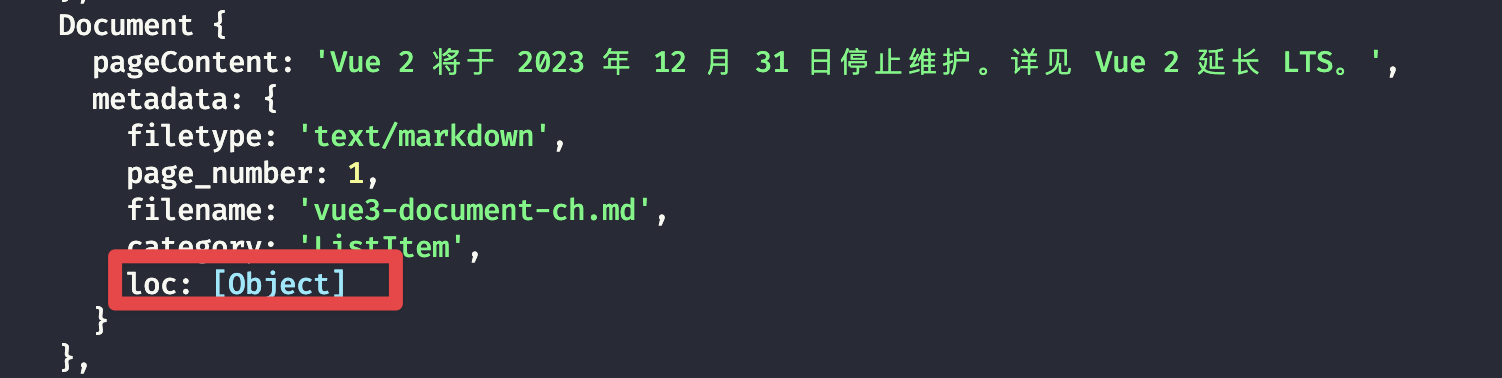 Document {
pageContent: 'Vue 2 将于 2023 年 12 月 31 日停止维护。详见 Vue 2 延长 LTS。',
metadata: {
filetype: 'text/markdown',
page_number: 1,
filename: 'vue3-document-ch.md',
category: 'ListItem',
loc: [Object]
}
},